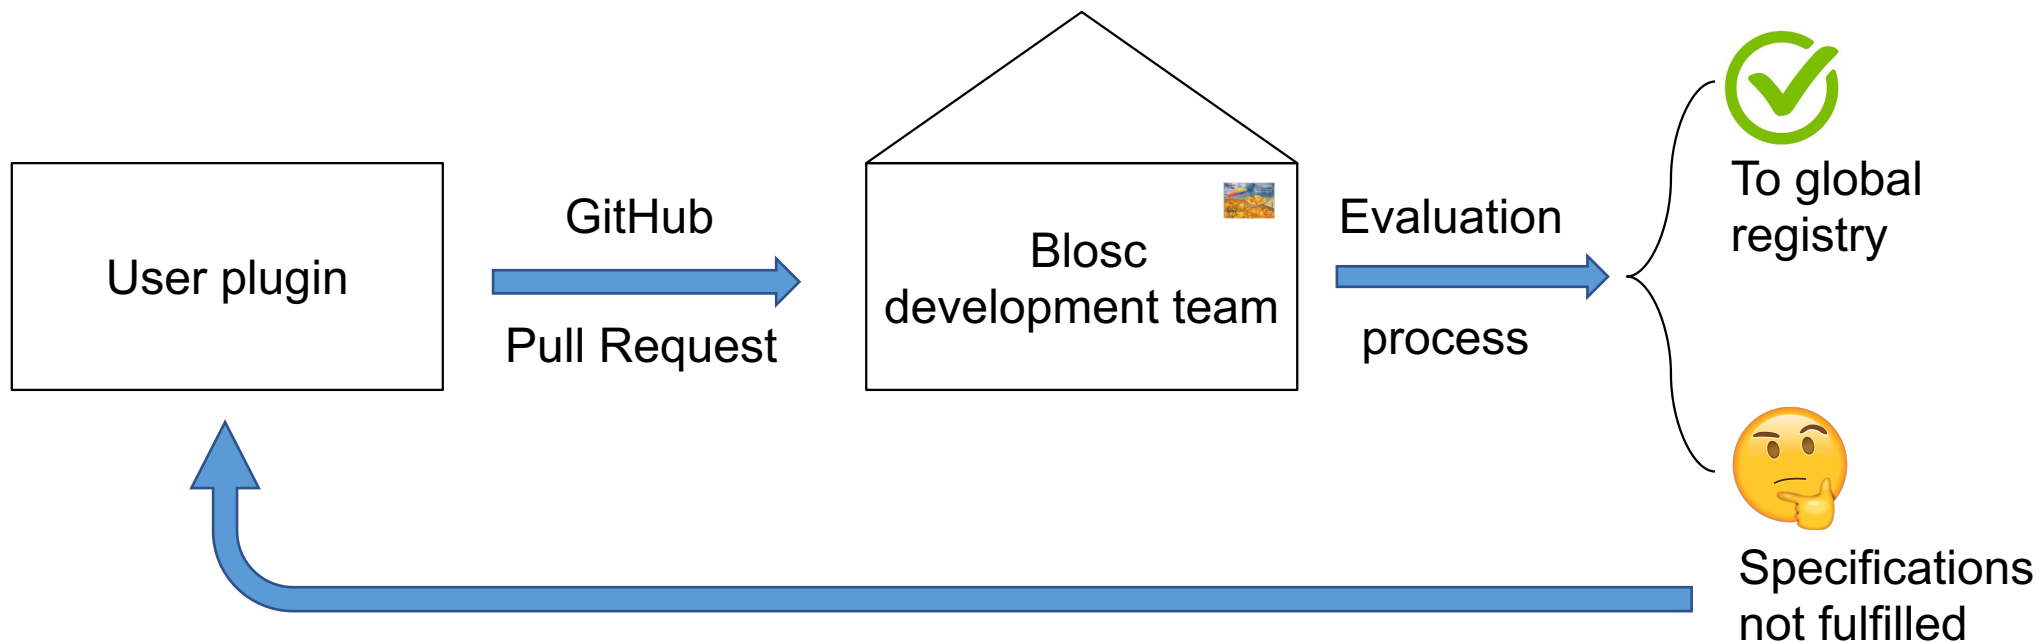 User plugin
GitHub
Pull Request
Blosc
development team
Evaluation
process
To global
registry
Specifications
not fulfilled